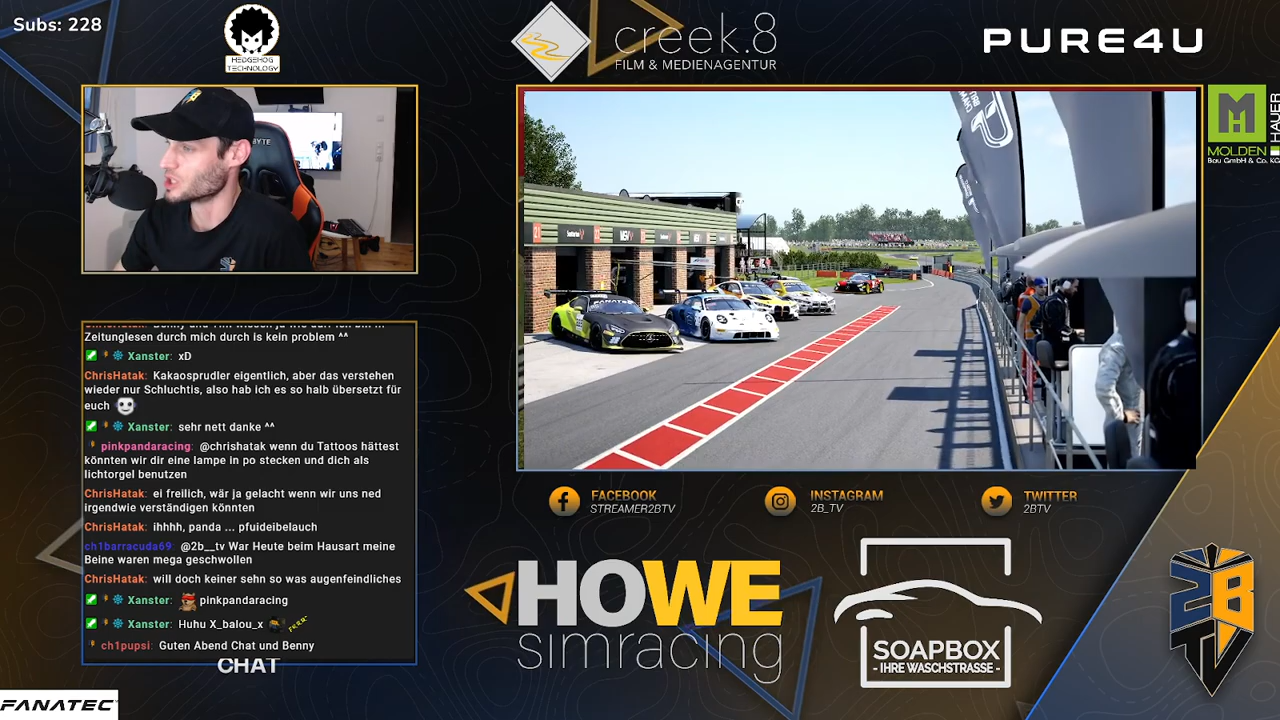 Subs: 228
HEDGEHOG
TECHNOLOGY
creek.8
FILM & MEDIENAGENTUR
PURE4U
MOLDEN
HAUER
Bau GmbH & Co. KG
BYTE
Zeitunglesen durch mich durch is kein problem ^^
Xanster: xD
ChrisHatak: Kakaosprudler eigentlich, aber das verstehen
wieder nur Schluchtis, also hab ich es so halb übersetzt für
euch
Xanster: sehr nett danke ^^
pinkpandaracing: @chrishatak wenn du Tattoos hättest
könnten wir dir eine lampe in po stecken und dich als
lichtorgel benutzen
ChrisHatak: ei freilich, wär ja gelacht wenn wir uns ned
irgendwie verständigen könnten
ChrisHatak: ihhhh, panda ... pfuideibelauch
ch1barracuda69: @2b__tv War Heute beim Hausart meine
Beine waren mega geschwollen
ChrisHatak: will doch keiner sehn so was augenfeindliches
Xanster: pinkpandaracing
Xanster: Huhu X_balou_x
ch1pupsi: Guten Abend Chat und Benny
CHAT
FACEBOOK
STREAMER2BTV
INSTAGRAM
2B_TV
TWITTER
2BTV
HOWE
simracing
SOAPBOX
- IHRE WASCHSTRASSE -
2B
TV
FANATEC